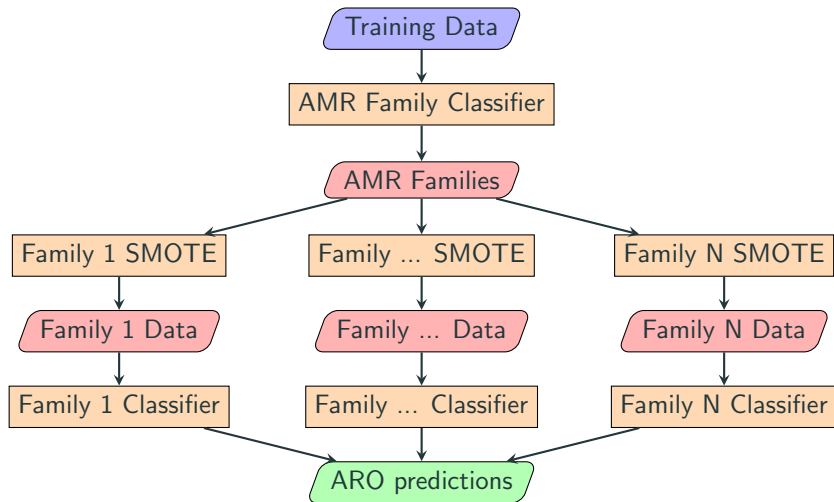 Training Data
AMR Family Classifier
AMR Families
Family 1 SMOTE
Family ... SMOTE
Family N SMOTE
Family 1 Data
Family ... Data
Family N Data
Family 1 Classifier
Family ... Classifier
Family N Classifier
ARO predictions